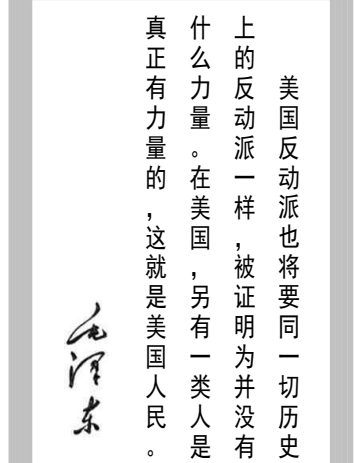 美国反动派也将要同一切历史
上的反动派一样，被证明为并没有
什么力量。在美国，另有一类人是
真正有力量的，这就是美国人民。
毛泽东